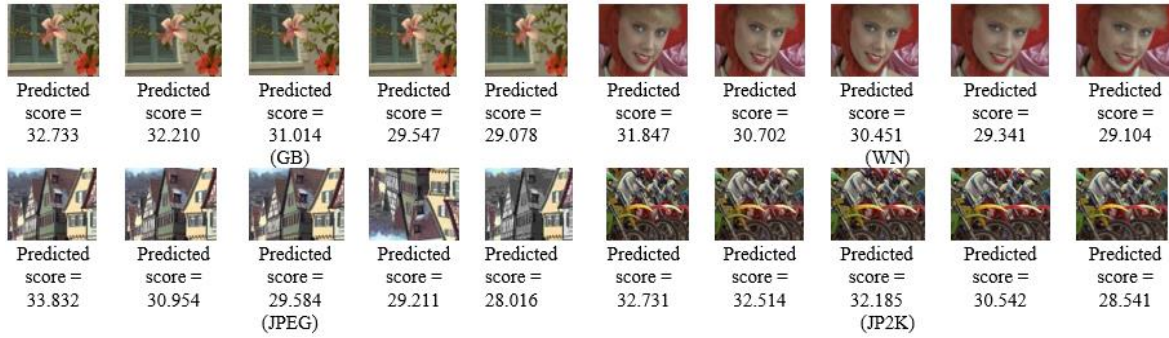 Predicted Predicted Predicted Predicted Predicted Predicted Predicted Predicted Predicted Predicted
score = score = score = score = score = score = score = score = score = score =
32.733 32.210 31.014 29.547 29.078 31.847 30.702 30.451 29.341 29.104
(GB) (WN)
Predicted Predicted Predicted Predicted Predicted Predicted Predicted Predicted Predicted Predicted
score = score = score = score = score = score = score = score = score = score =
33.832 30.954 29.584 29.211 28.016 32.731 32.514 32.185 30.542 28.541
(JPEG) (JP2K)